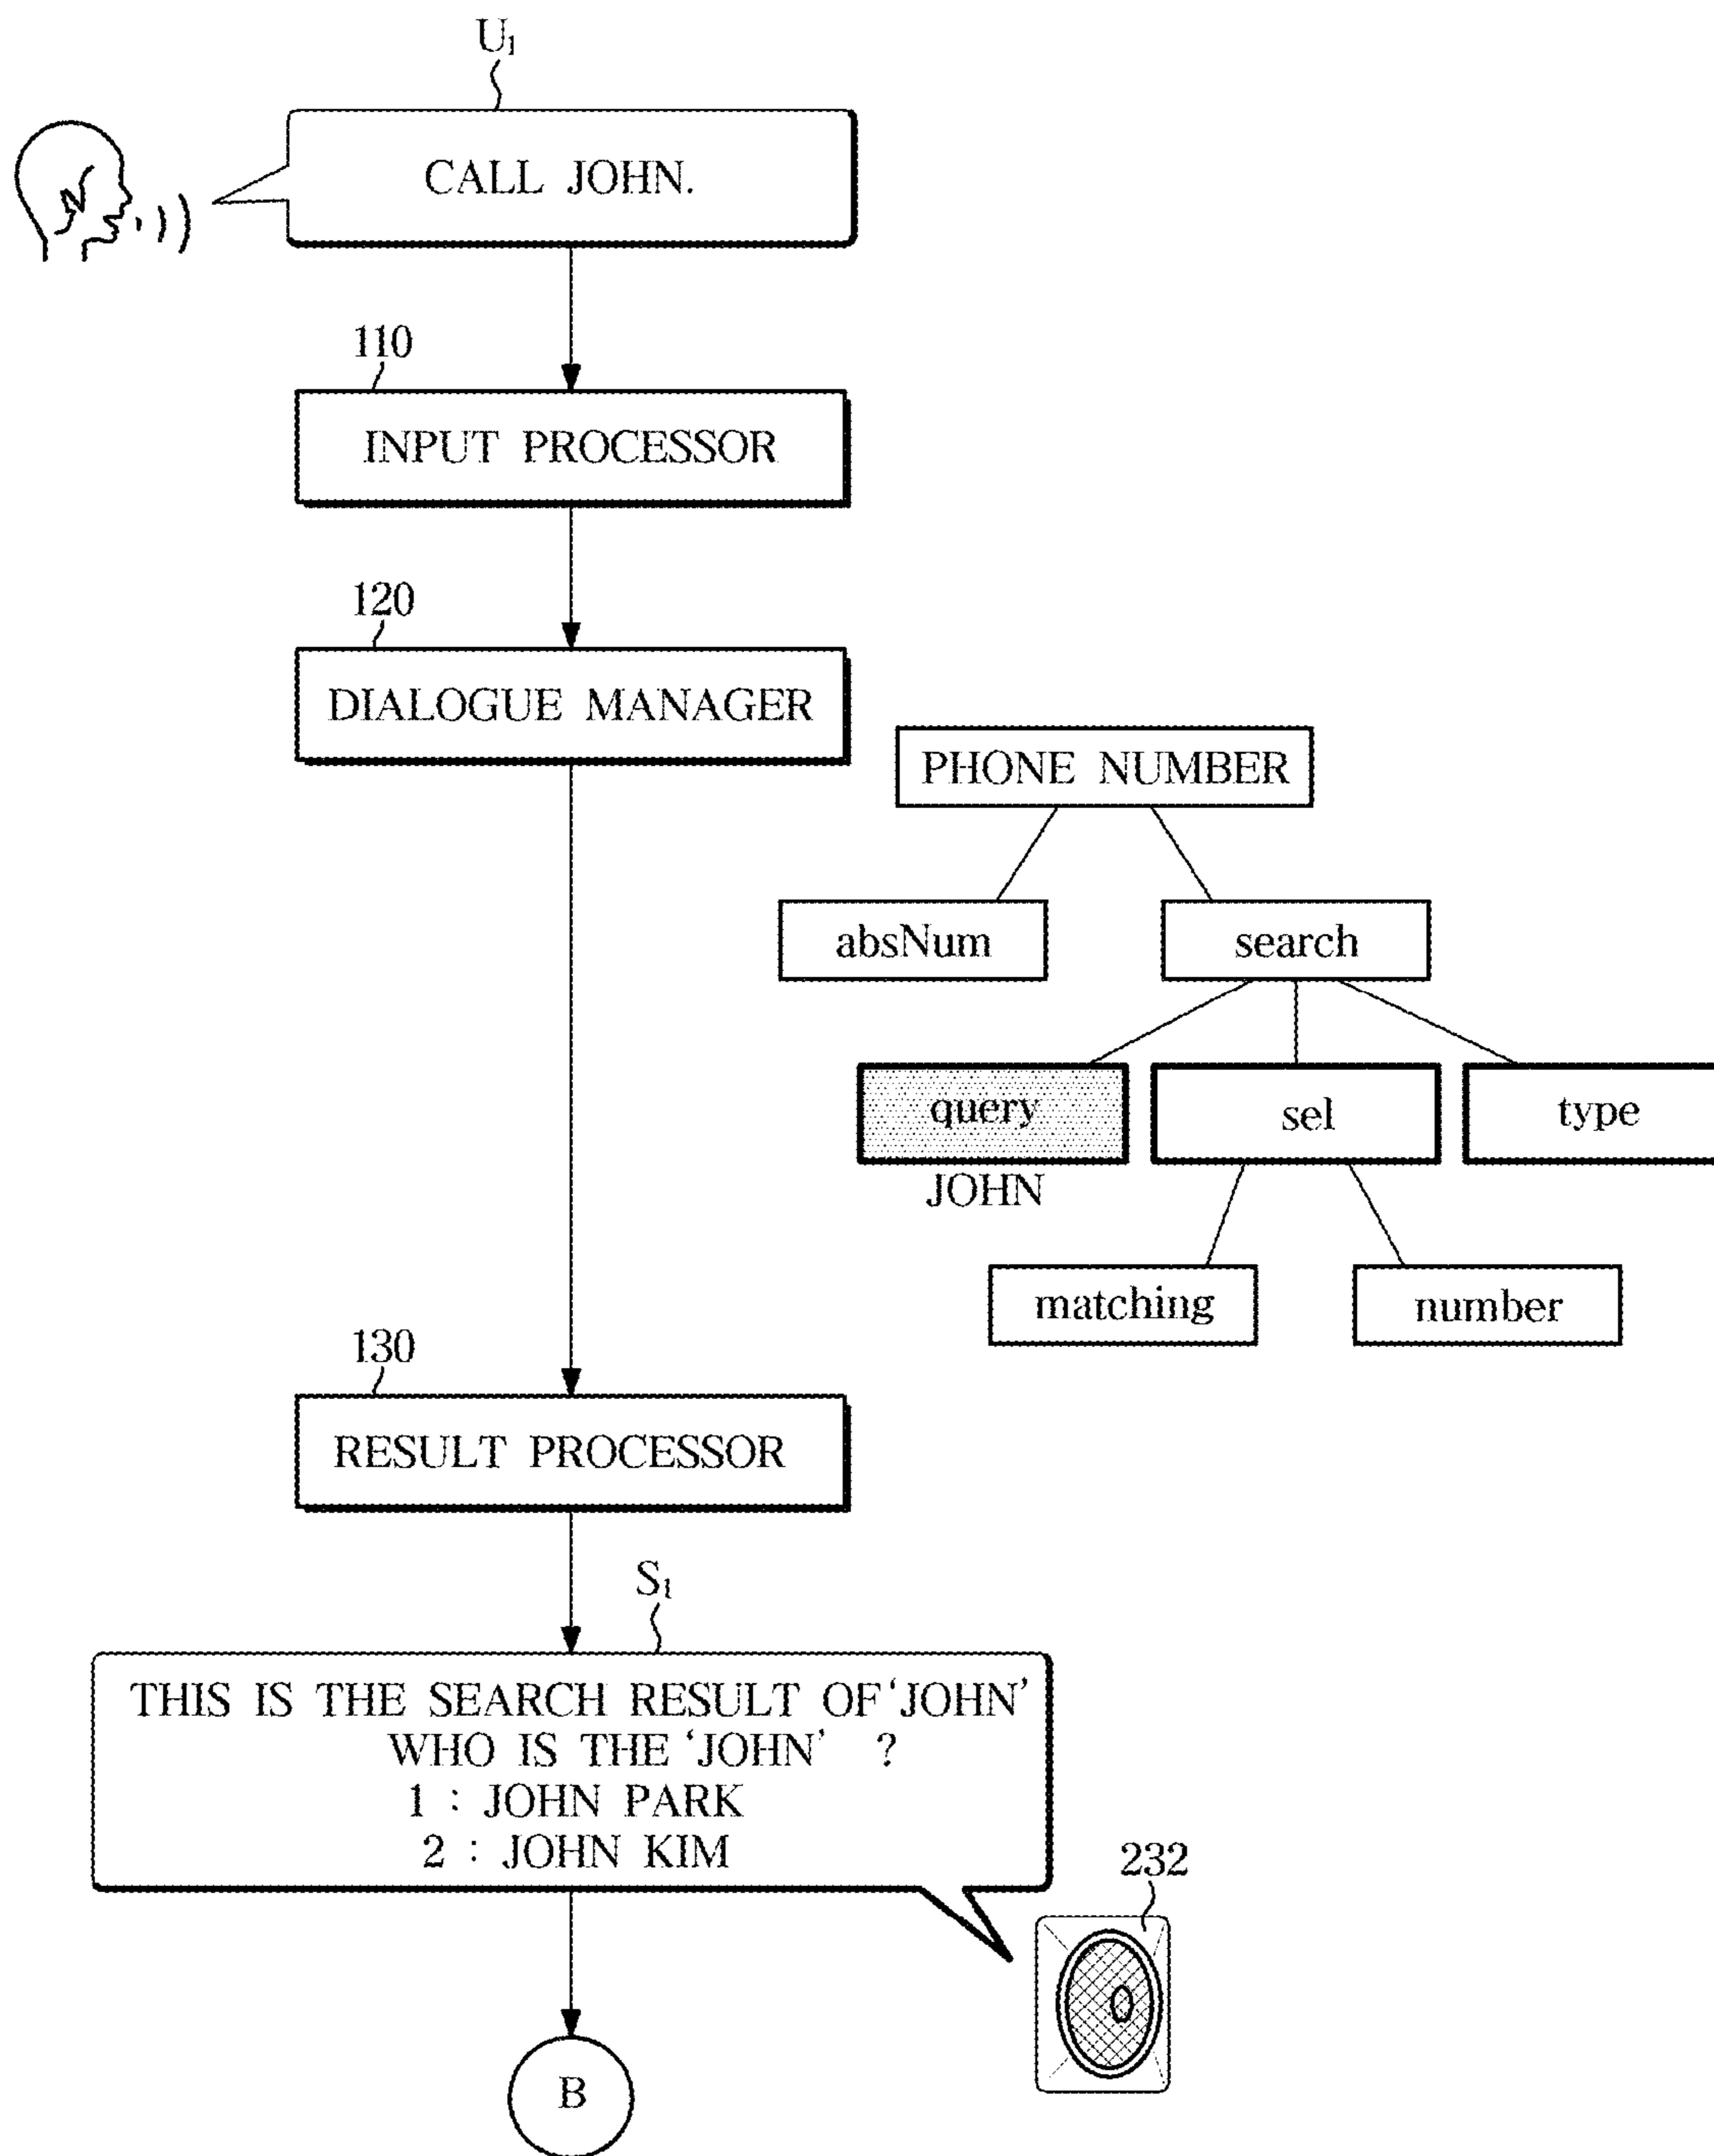 U1
CALL JOHN.
110
INPUT PROCESSOR
120
DIALOGUE MANAGER
PHONE NUMBER
absNum
search
query
sel
type
JOHN
matching
number
130
RESULT PROCESSOR
S1
THIS IS THE SEARCH RESULT OF 'JOHN'
WHO IS THE 'JOHN' ?
1 : JOHN PARK
2 : JOHN KIM
232
B